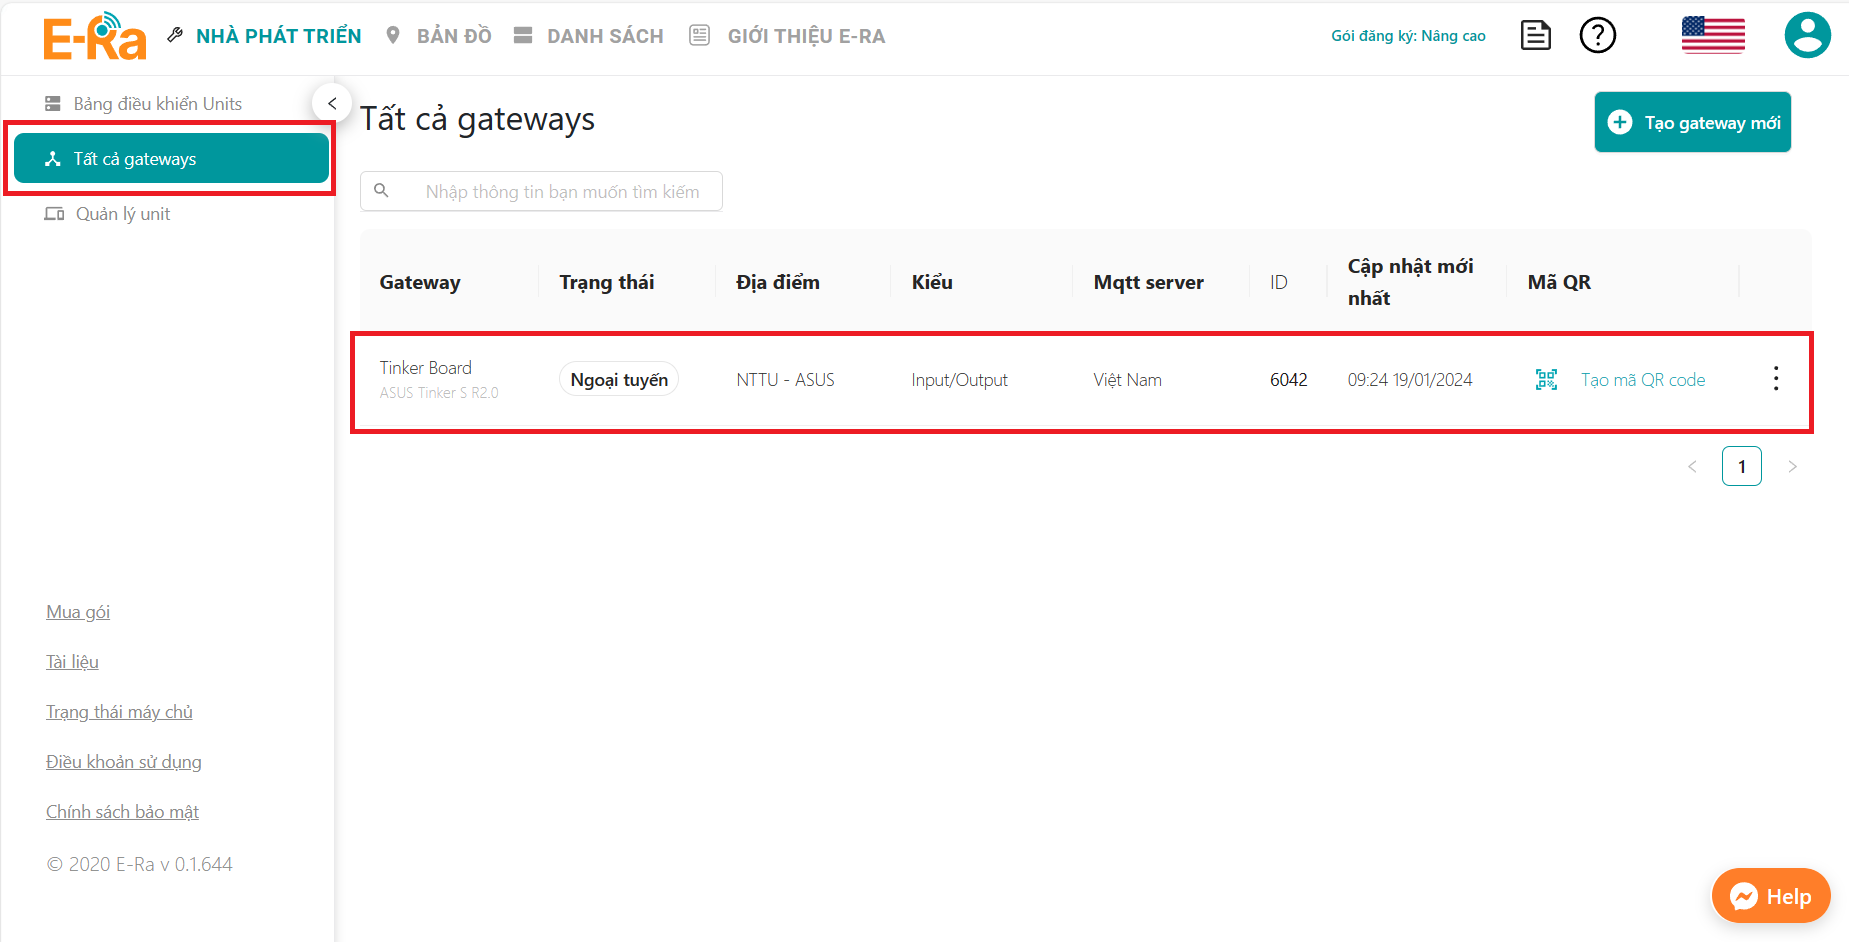 E-Ra NHÀ PHÁT TRIỂN BẢN ĐỒ DANH SÁCH GIỚI THIỆU E-RA Gói đăng ký: Nâng cao
Bảng điều khiển Units
Tất cả gateways
Quản lý unit
Mua gói
Tài liệu
Trạng thái máy chủ
Điều khoản sử dụng
Chính sách bảo mật
© 2020 E-Ra v 0.1.644
Tất cả gateways
Tạo gateway mới
Nhập thông tin bạn muốn tìm kiếm
Gateway Trạng thái Địa điểm Kiểu Mqtt server ID Cập nhật mới nhất Mã QR
Tinker Board
ASUS Tinker S R2.0
Ngoại tuyến NTTU - ASUS Input/Output Việt Nam 6042 09:24 19/01/2024 Tạo mã QR code
1
Help